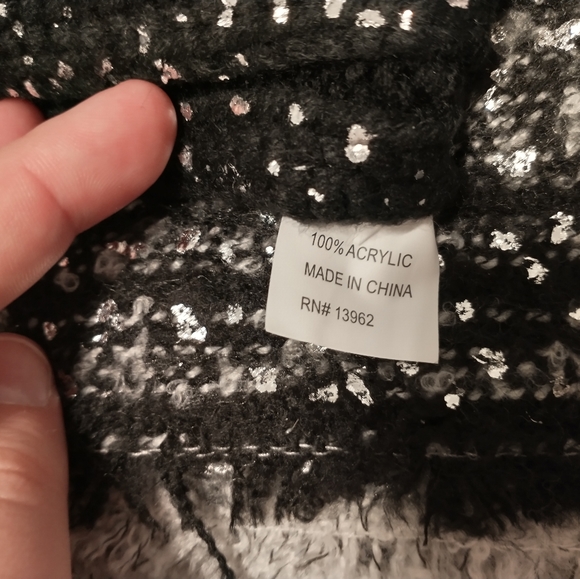 100% ACRYLIC
MADE IN CHINA
RN# 13962